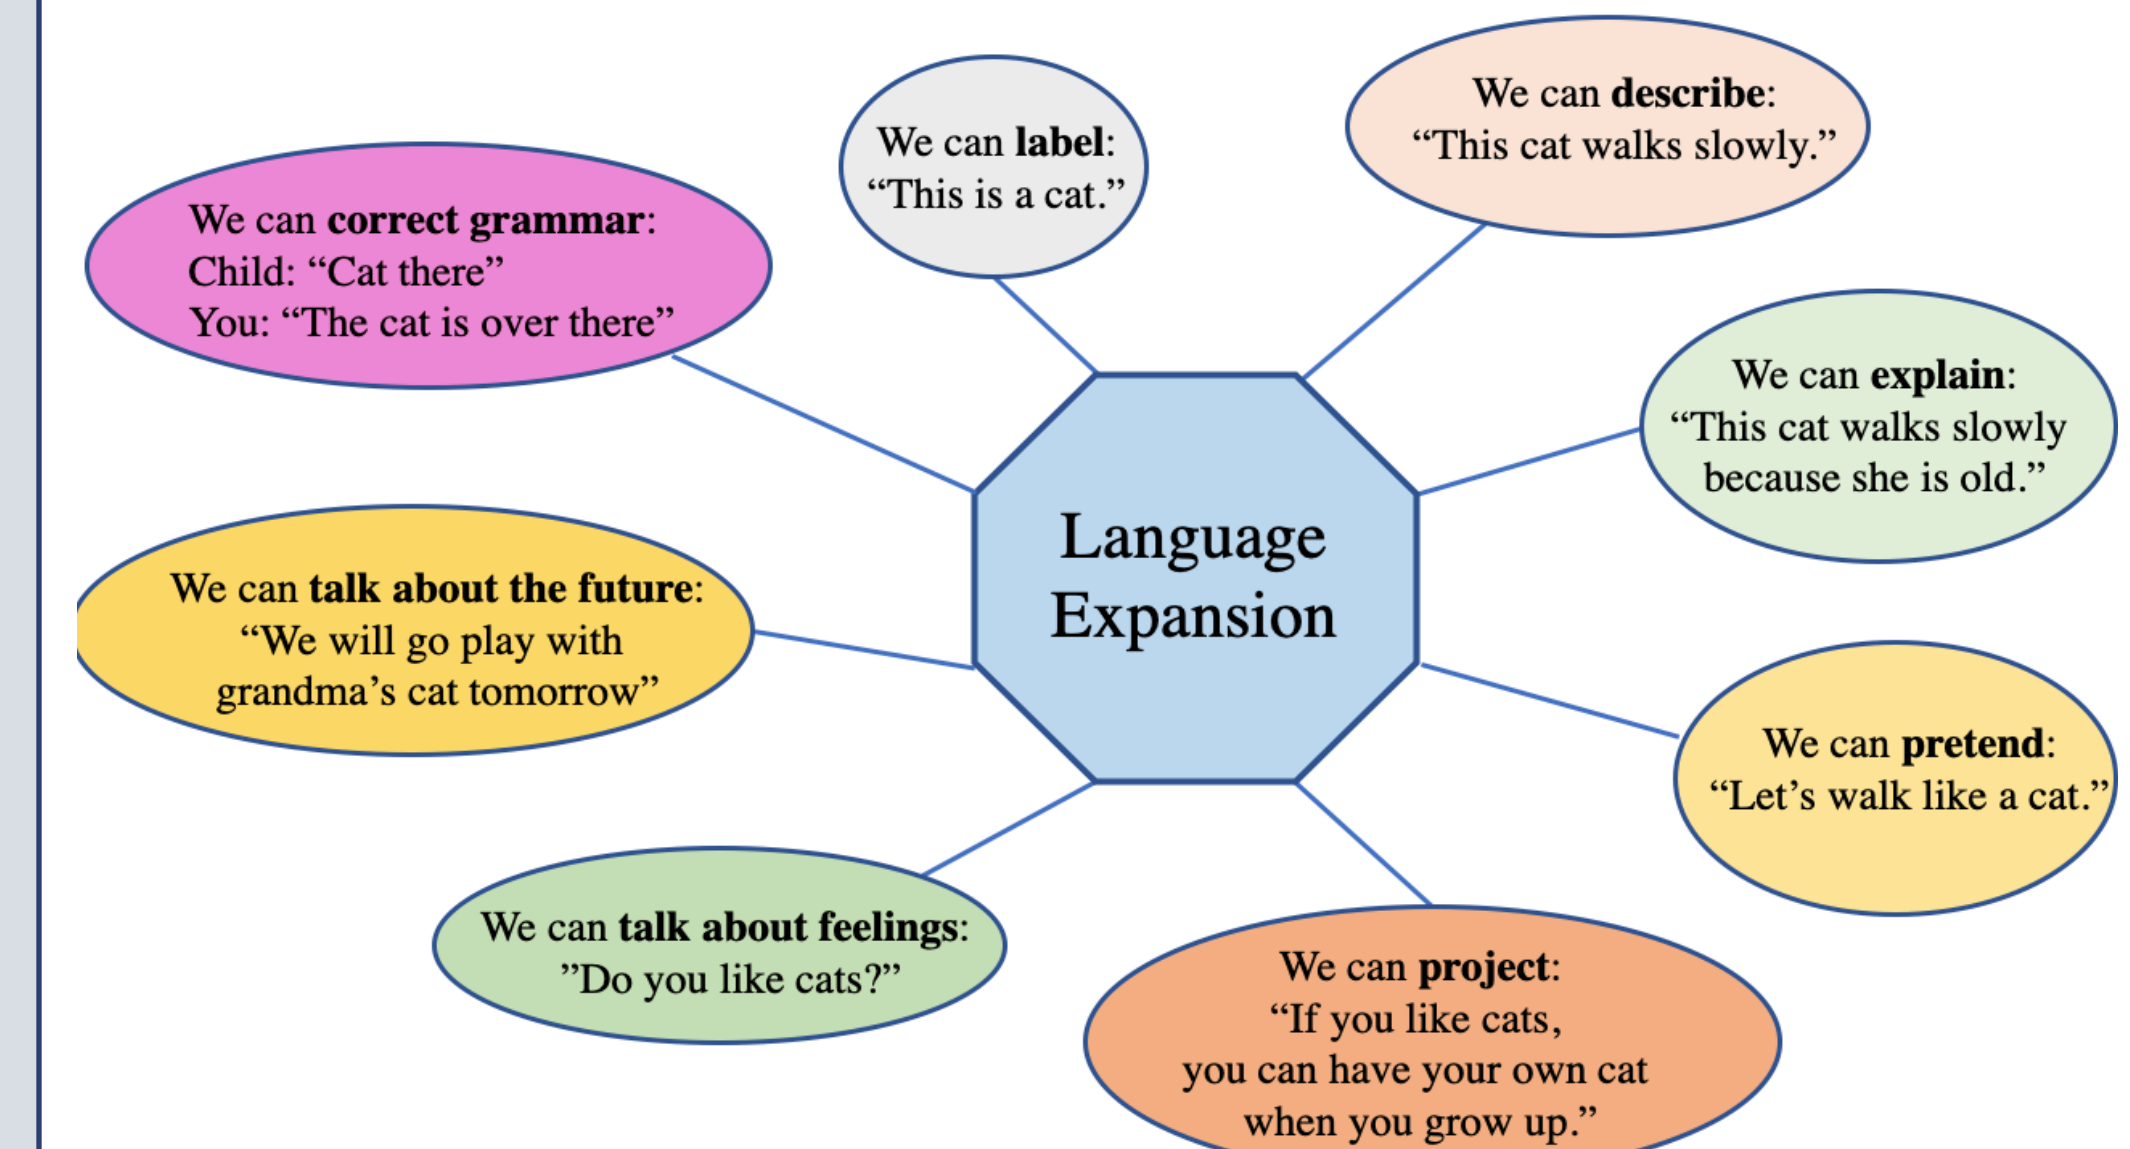 We can label:
“This is a cat.”
We can describe:
“This cat walks slowly.”
We can correct grammar:
Child: “Cat there”
You: “The cat is over there”
We can explain:
“This cat walks slowly
because she is old.”
Language
Expansion
We can talk about the future:
“We will go play with
grandma’s cat tomorrow”
We can pretend:
“Let’s walk like a cat.”
We can talk about feelings:
”Do you like cats?”
We can project:
“If you like cats,
you can have your own cat
when you grow up.”